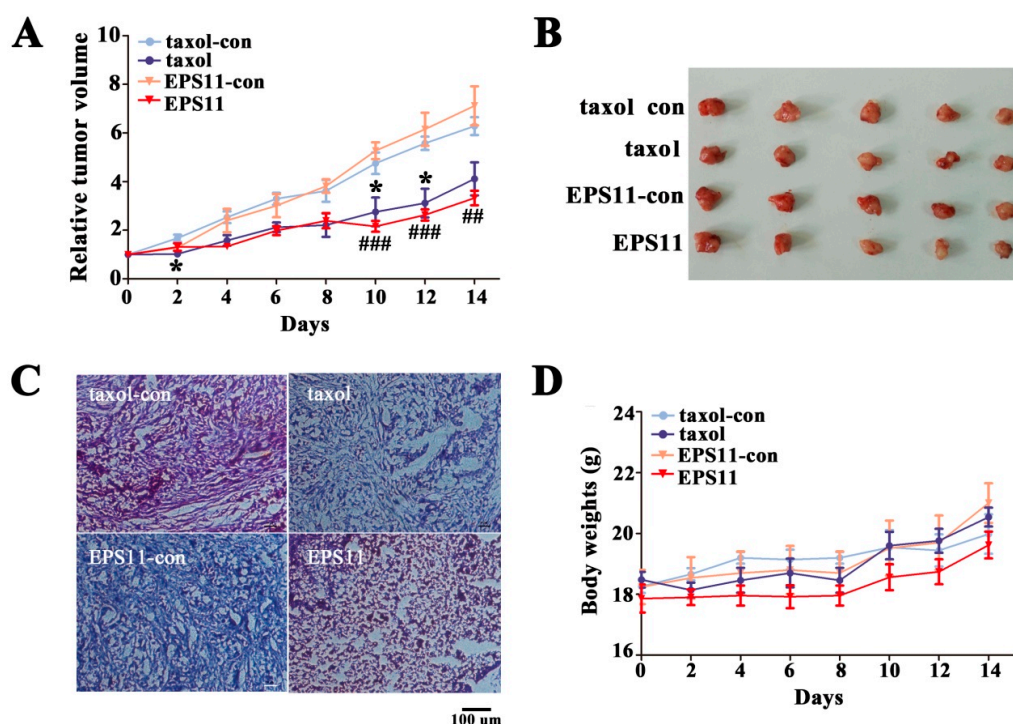 A
taxol-con
taxol
EPS11-con
EPS11
Relative tumor volume
10
8
6
4
2
0
*
*
*
###
###
##
0 2 4 6 8 10 12 14
Days
B
taxol con
taxol
EPS11-con
EPS11
C
taxol-con
taxol
EPS11-con
EPS11
100 um
D
taxol-con
taxol
EPS11-con
EPS11
Body weights (g)
24
22
20
18
16
0 2 4 6 8 10 12 14
Days